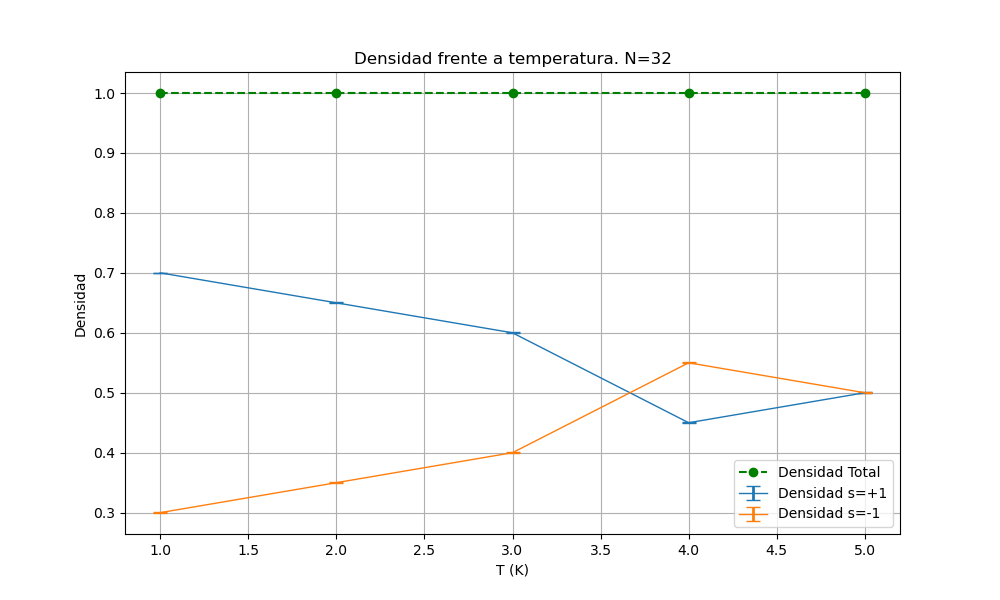 Densidad frente a temperatura. N=32
Densidad
1.0
0.9
0.8
0.7
0.6
0.5
0.4
0.3
1.0 1.5 2.0 2.5 3.0 3.5 4.0 4.5 5.0
T (K)
Densidad Total
Densidad s=+1
Densidad s=-1